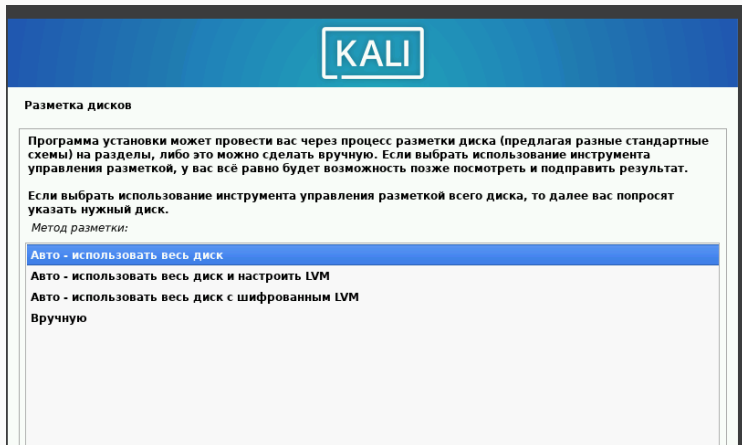 KALI
Разметка дисков
Программа установки может провести вас через процесс разметки диска (предлагая разные стандартные
схемы) на разделы, либо это можно сделать вручную. Если выбрать использование инструмента
управления разметкой, у вас всё равно будет возможность позже посмотреть и подправить результат.
Если выбрать использование инструмента управления разметкой всего диска, то далее вас попросят
указать нужный диск.
Метод разметки:
Авто - использовать весь диск
Авто - использовать весь диск и настроить LVM
Авто - использовать весь диск с шифрованным LVM
Вручную